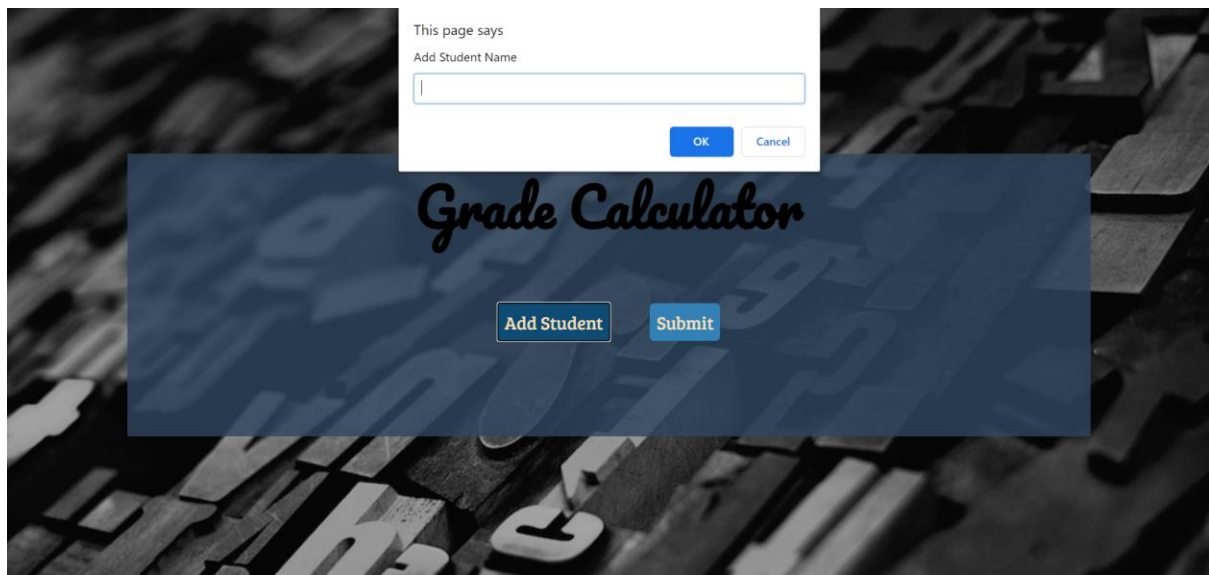 This page says
Add Student Name
OK Cancel
Grade Calculator
Add Student Submit